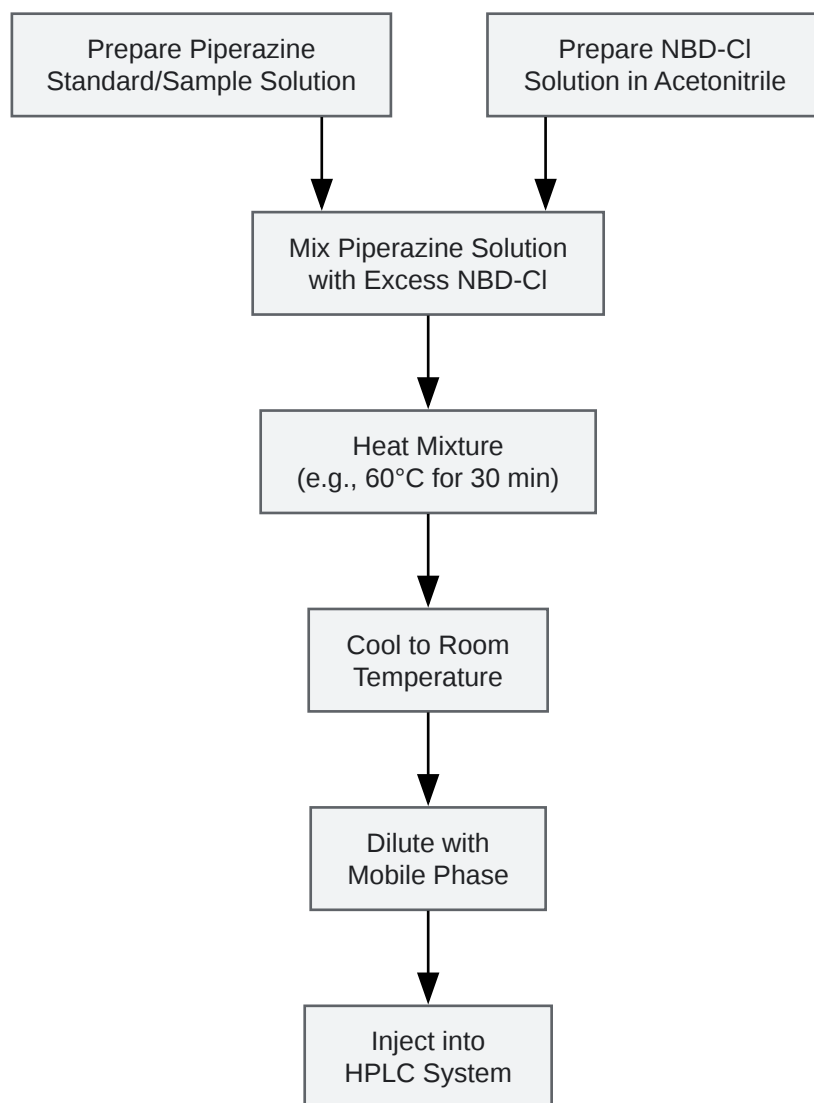 Prepare Piperazine
Standard/Sample Solution
Prepare NBD-Cl
Solution in Acetonitrile
Mix Piperazine Solution
with Excess NBD-Cl
Heat Mixture
(e.g., 60°C for 30 min)
Cool to Room
Temperature
Dilute with
Mobile Phase
Inject into
HPLC System